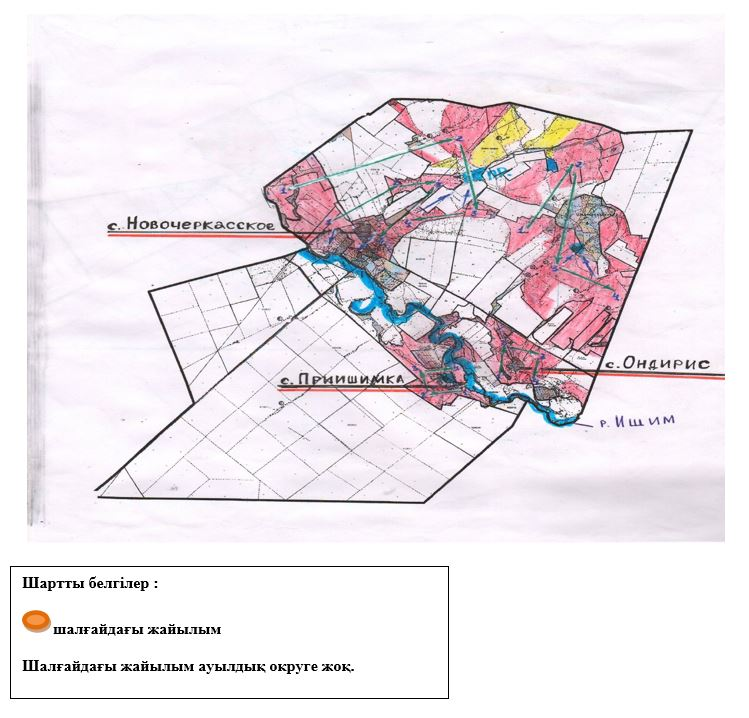 с. Новочеркасское
с. Приишимка
с. Ондирис
р. Ишим
Шартты белгілер :
шалғайдағы жайылым
Шалғайдағы жайылым ауылдық округе жоқ.